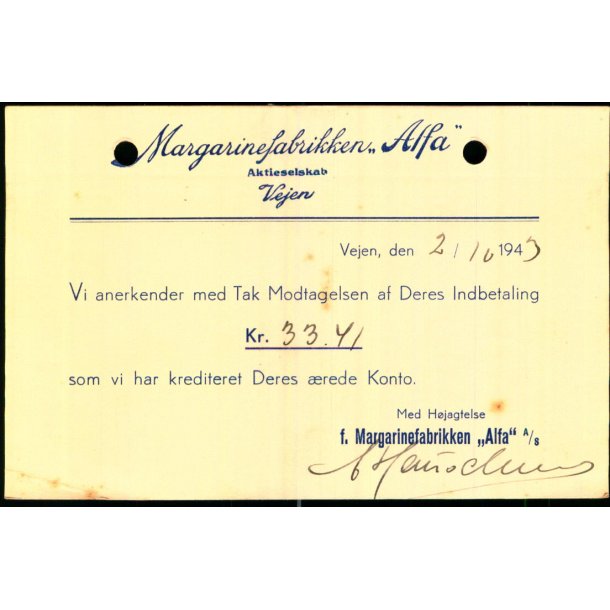 Margarinefabrikken „Alfa“
Aktieselskab
Vejen
Vejen, den 2/10 1943
Vi anerkender med Tak Modtagelsen af Deres Indbetaling
Kr. 33.41
som vi har krediteret Deres ærede Konto.
Med Højagtelse
f. Margarinefabrikken „Alfa“ A/s